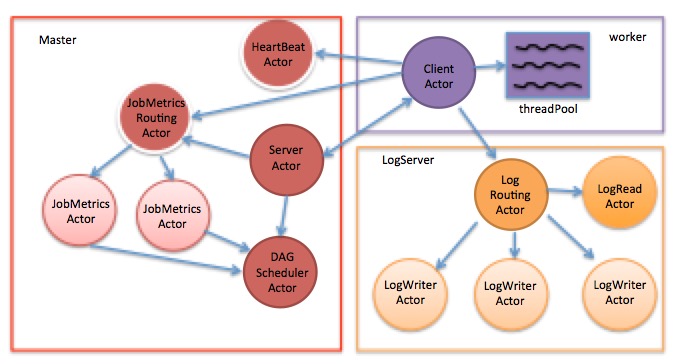 Master
HeartBeat
Actor
JobMetrics
Routing
Actor
Server
Actor
JobMetrics
Actor
JobMetrics
Actor
DAG
Scheduler
Actor
worker
Client
Actor
threadPool
LogServer
Log
Routing
Actor
LogRead
Actor
LogWriter
Actor
LogWriter
Actor
LogWriter
Actor